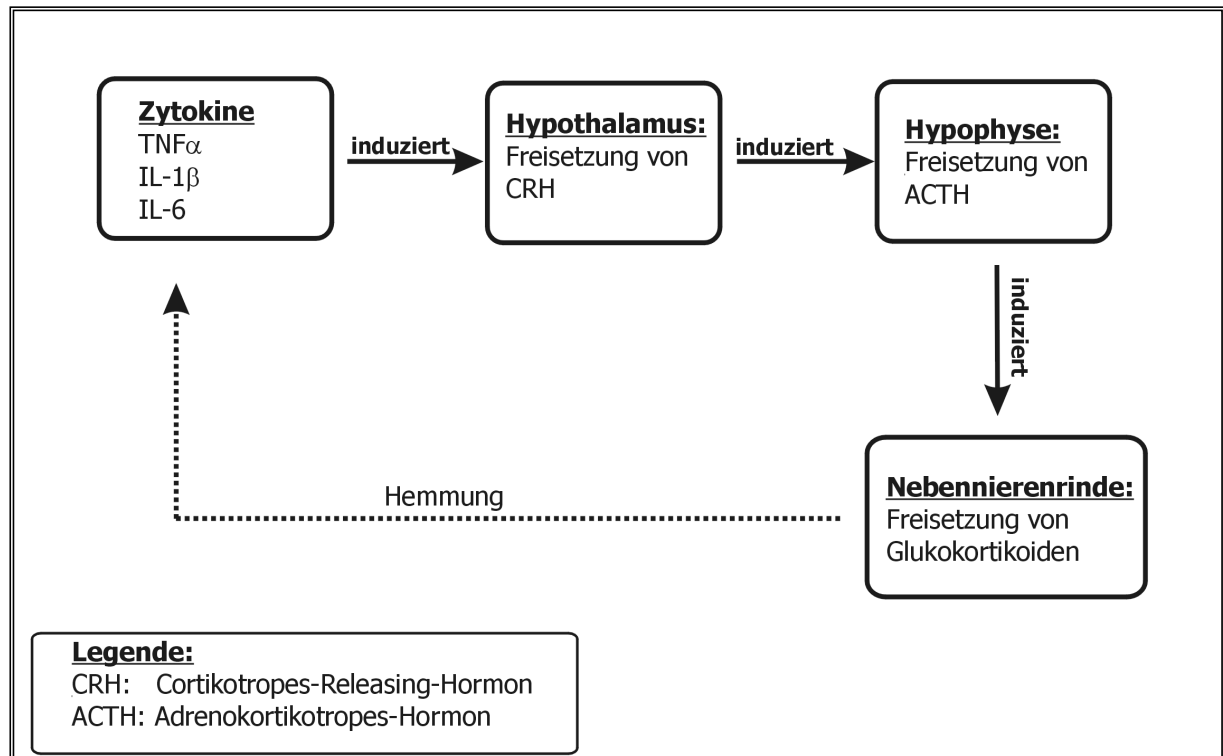 Zytokine
TNFα
IL-1β
IL-6
induziert
Hypothalamus:
Freisetzung von
CRH
induziert
Hypophyse:
Freisetzung von
ACTH
induziert
Nebennierenrinde:
Freisetzung von
Glukokortikoiden
Hemmung
Legende:
CRH: Cortikotropes-Releasing-Hormon
ACTH: Adrenokortikotropes-Hormon